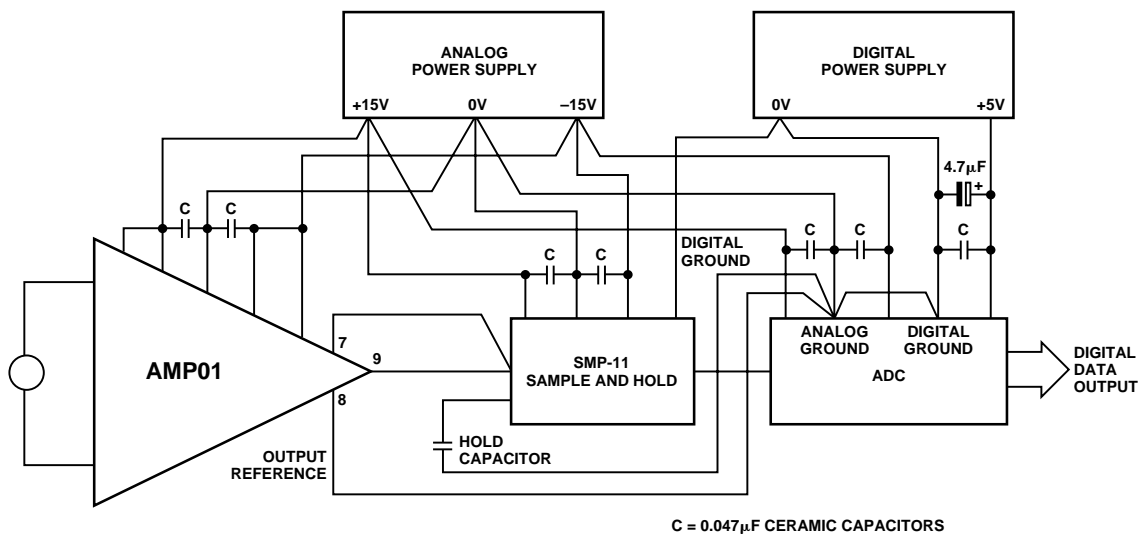 ANALOG
POWER SUPPLY
+15V
0V
–15V
DIGITAL
POWER SUPPLY
0V
+5V
4.7µF
+
C
C
C
C
DIGITAL
GROUND
C
C
C
7
9
8
AMP01
SMP-11
SAMPLE AND HOLD
ANALOG
GROUND
DIGITAL
GROUND
ADC
DIGITAL
DATA
OUTPUT
HOLD
CAPACITOR
OUTPUT
REFERENCE
C = 0.047µF CERAMIC CAPACITORS